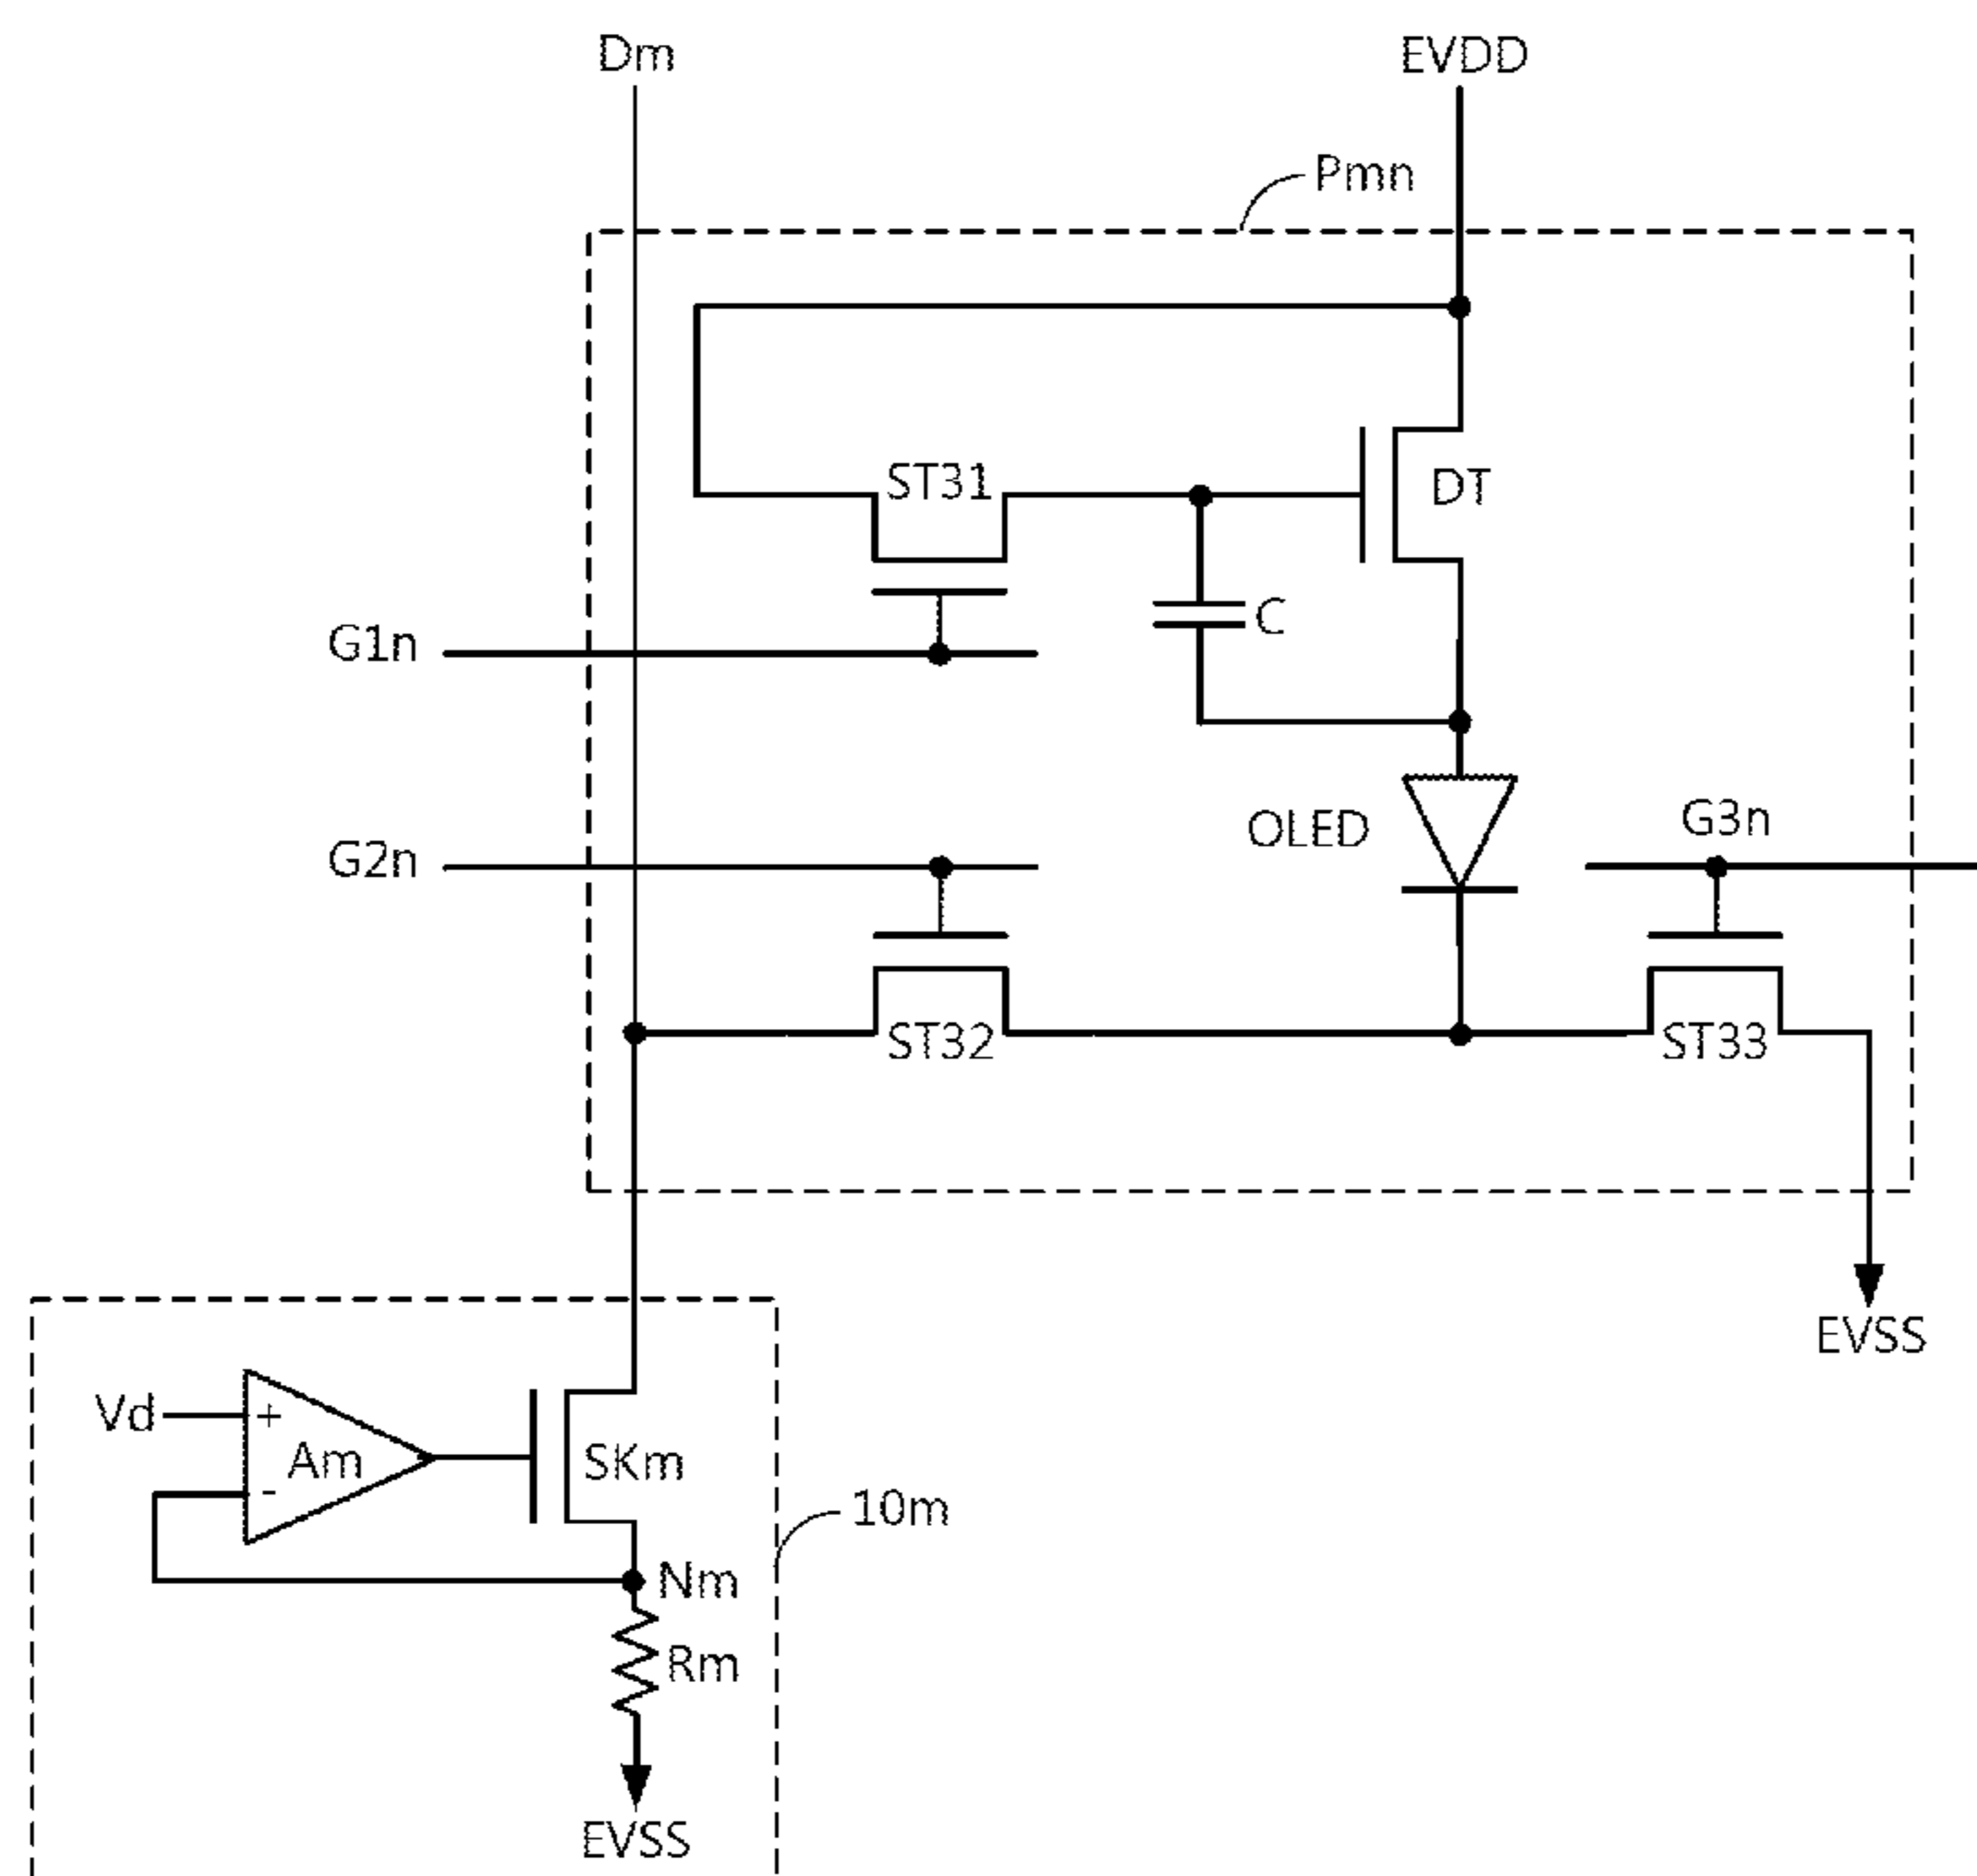 Dm
EVDD
Pmn
ST31
DT
C
G1n
OLED
G3n
G2n
ST32
ST33
EVSS
Vd
+
Am
-
SKm
10m
Nm
Rm
EVSS